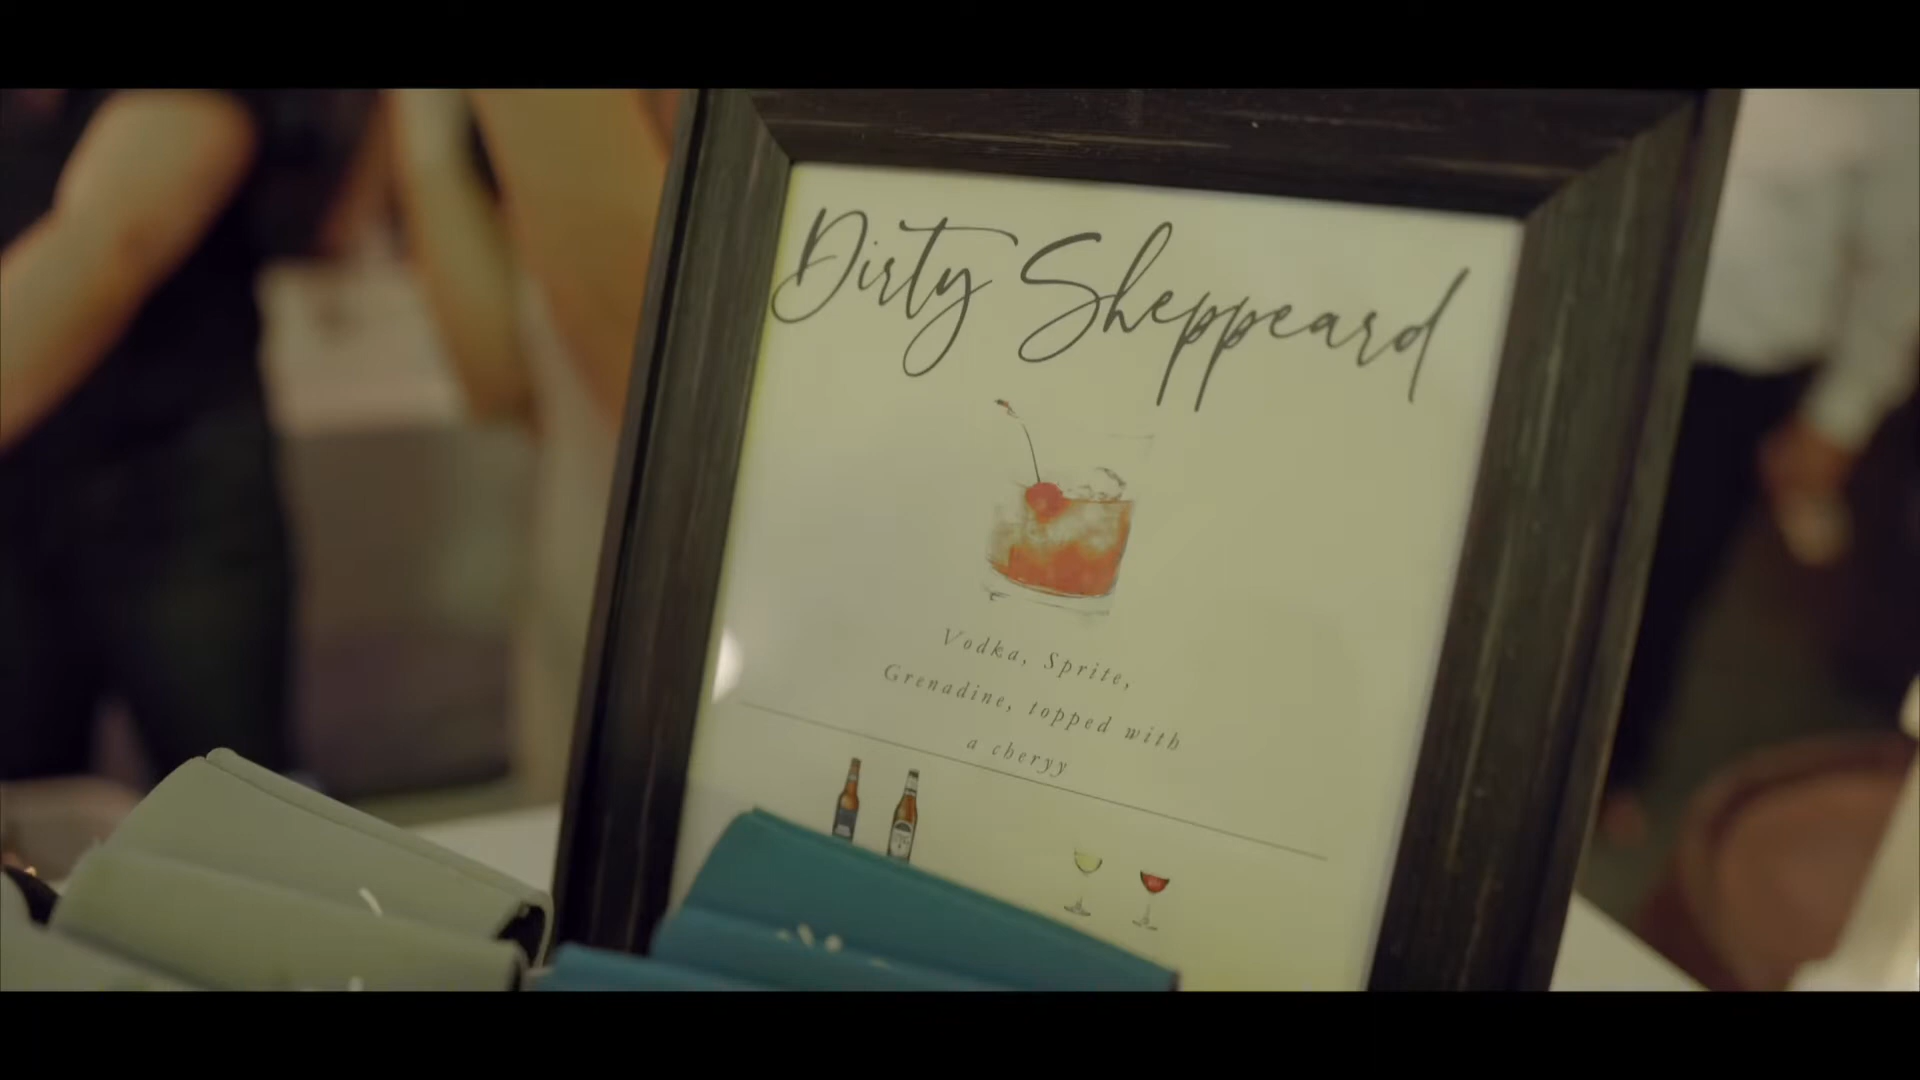 Dirty Sheppeard
Vodka, Sprite,
Grenadine, topped with
a cheryy